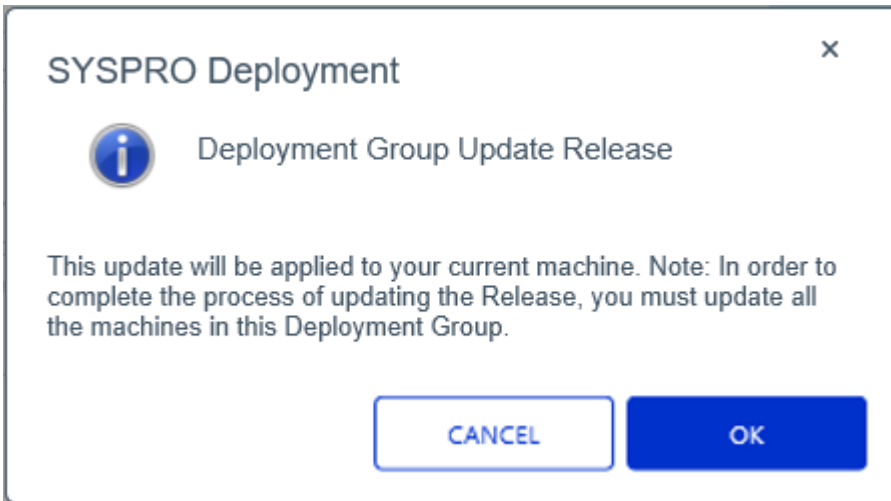 SYSPRO Deployment
Deployment Group Update Release
This update will be applied to your current machine. Note: In order to
complete the process of updating the Release, you must update all
the machines in this Deployment Group.
CANCEL
OK